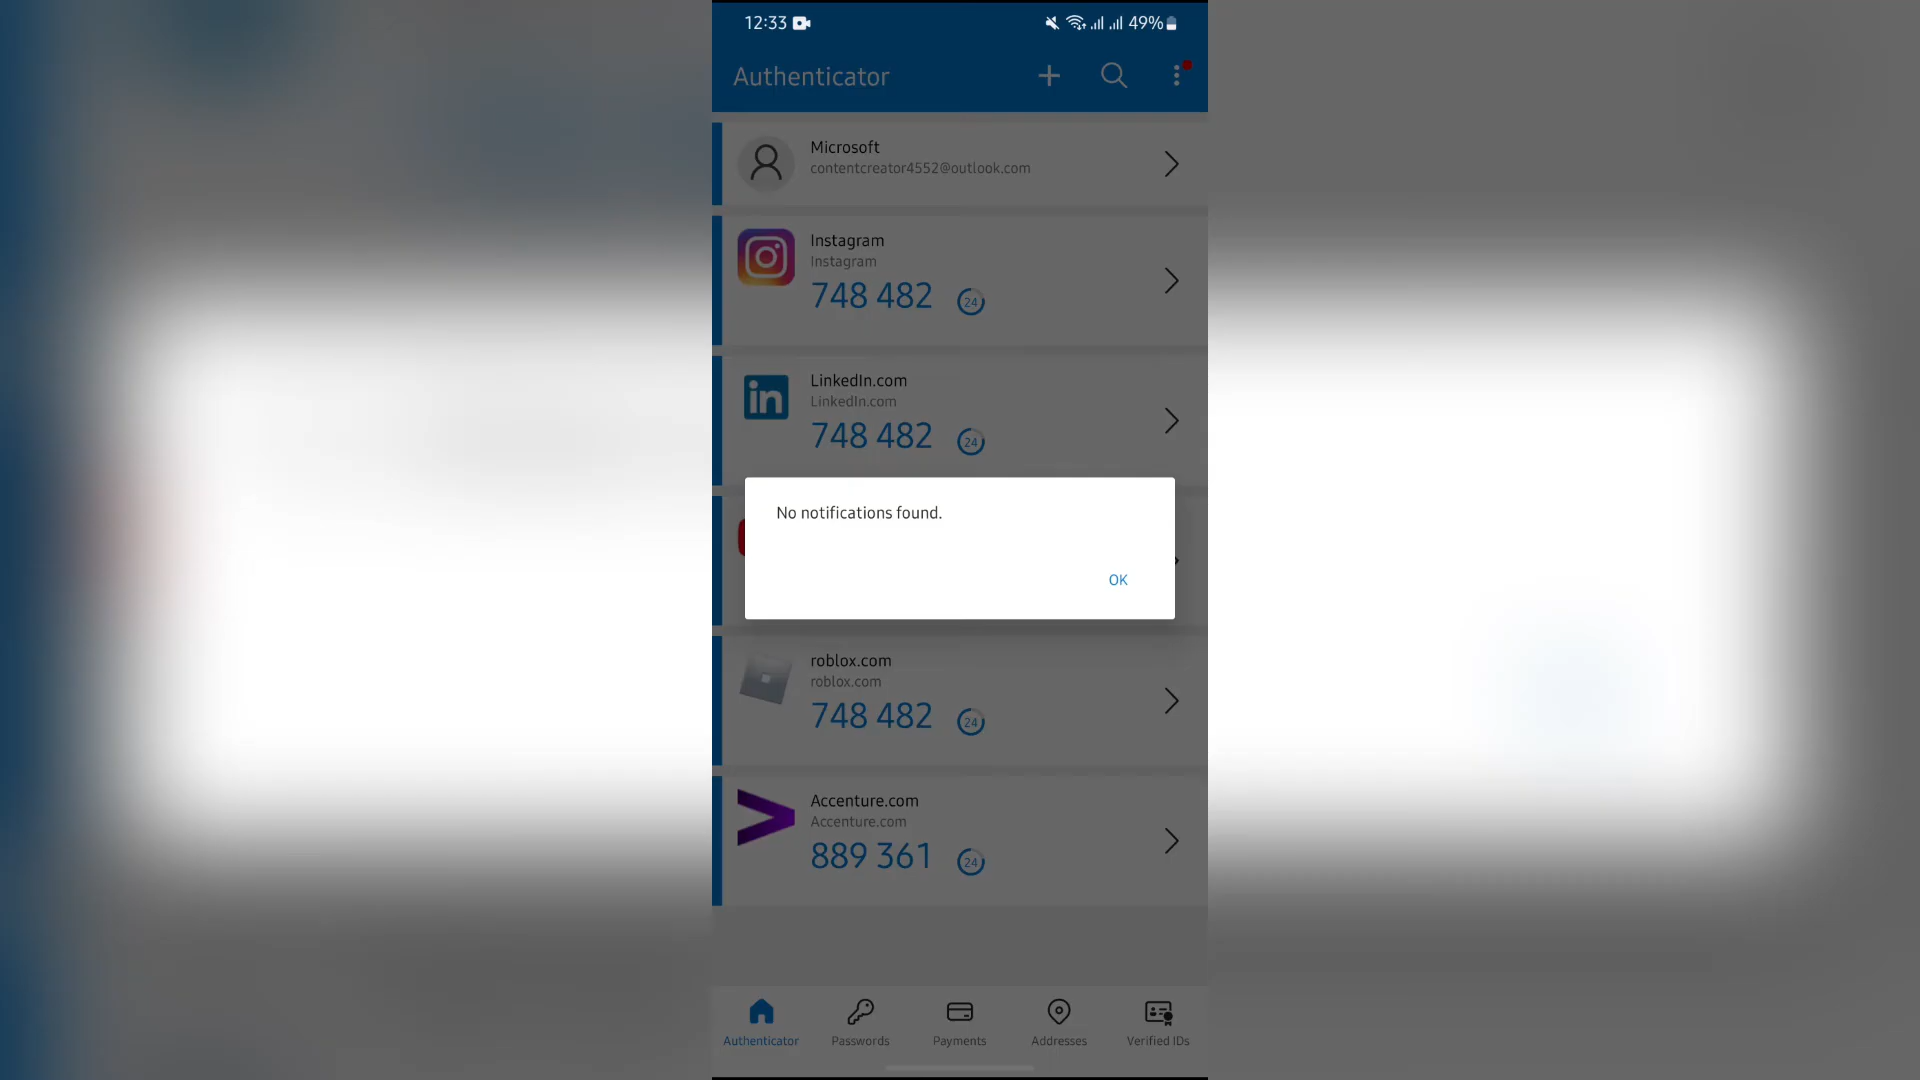 12:33 49%
Authenticator
Microsoft
contentcreator4552@outlook.com
Instagram
Instagram
748 482 24
LinkedIn.com
LinkedIn.com
748 482 24
No notifications found.
OK
roblox.com
roblox.com
748 482 24
Accenture.com
Accenture.com
889 361 24
Authenticator Passwords Payments Addresses Verified IDs